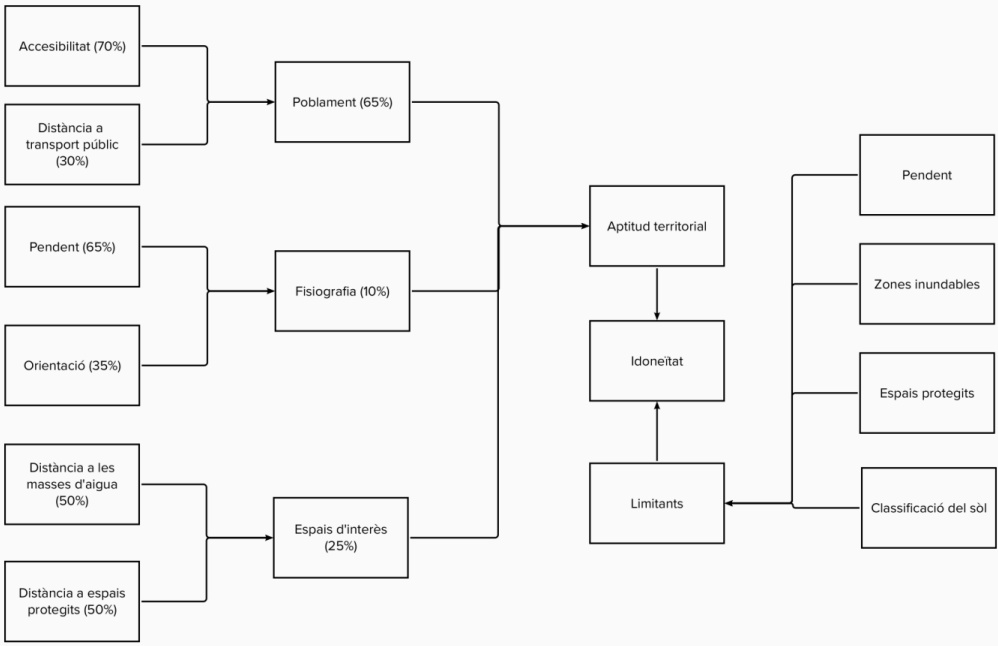 Accesibilitat (70%)
Distància a
transport públic
(30%)
Pendent (65%)
Orientació (35%)
Distància a les
masses d'aigua
(50%)
Distància a espais
protegits (50%)
Poblament (65%)
Fisiografia (10%)
Espais d'interès
(25%)
Aptitud territorial
Idoneïtat
Limitants
Pendent
Zones inundables
Espais protegits
Classificació del sòl